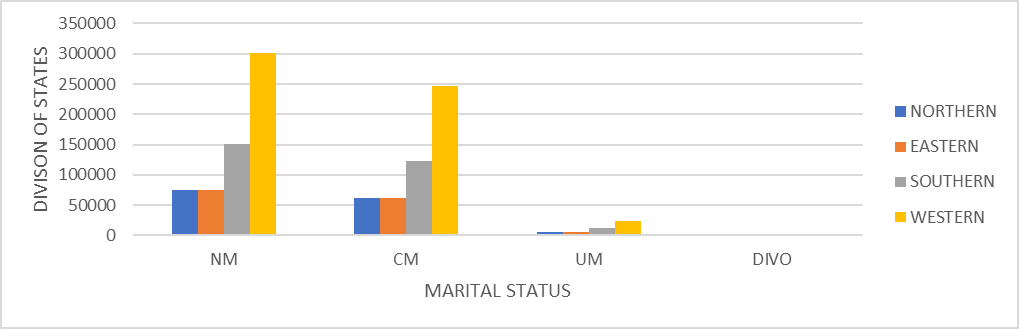 350000
300000
250000
200000
150000
100000
50000
0
DIVISON OF STATES
NM
CM
UM
DIVO
MARITAL STATUS
NORTHERN
EASTERN
SOUTHERN
WESTERN